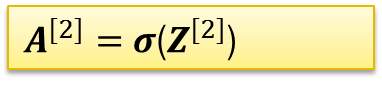 𝑨^[2] = 𝝈(𝒁^[2])